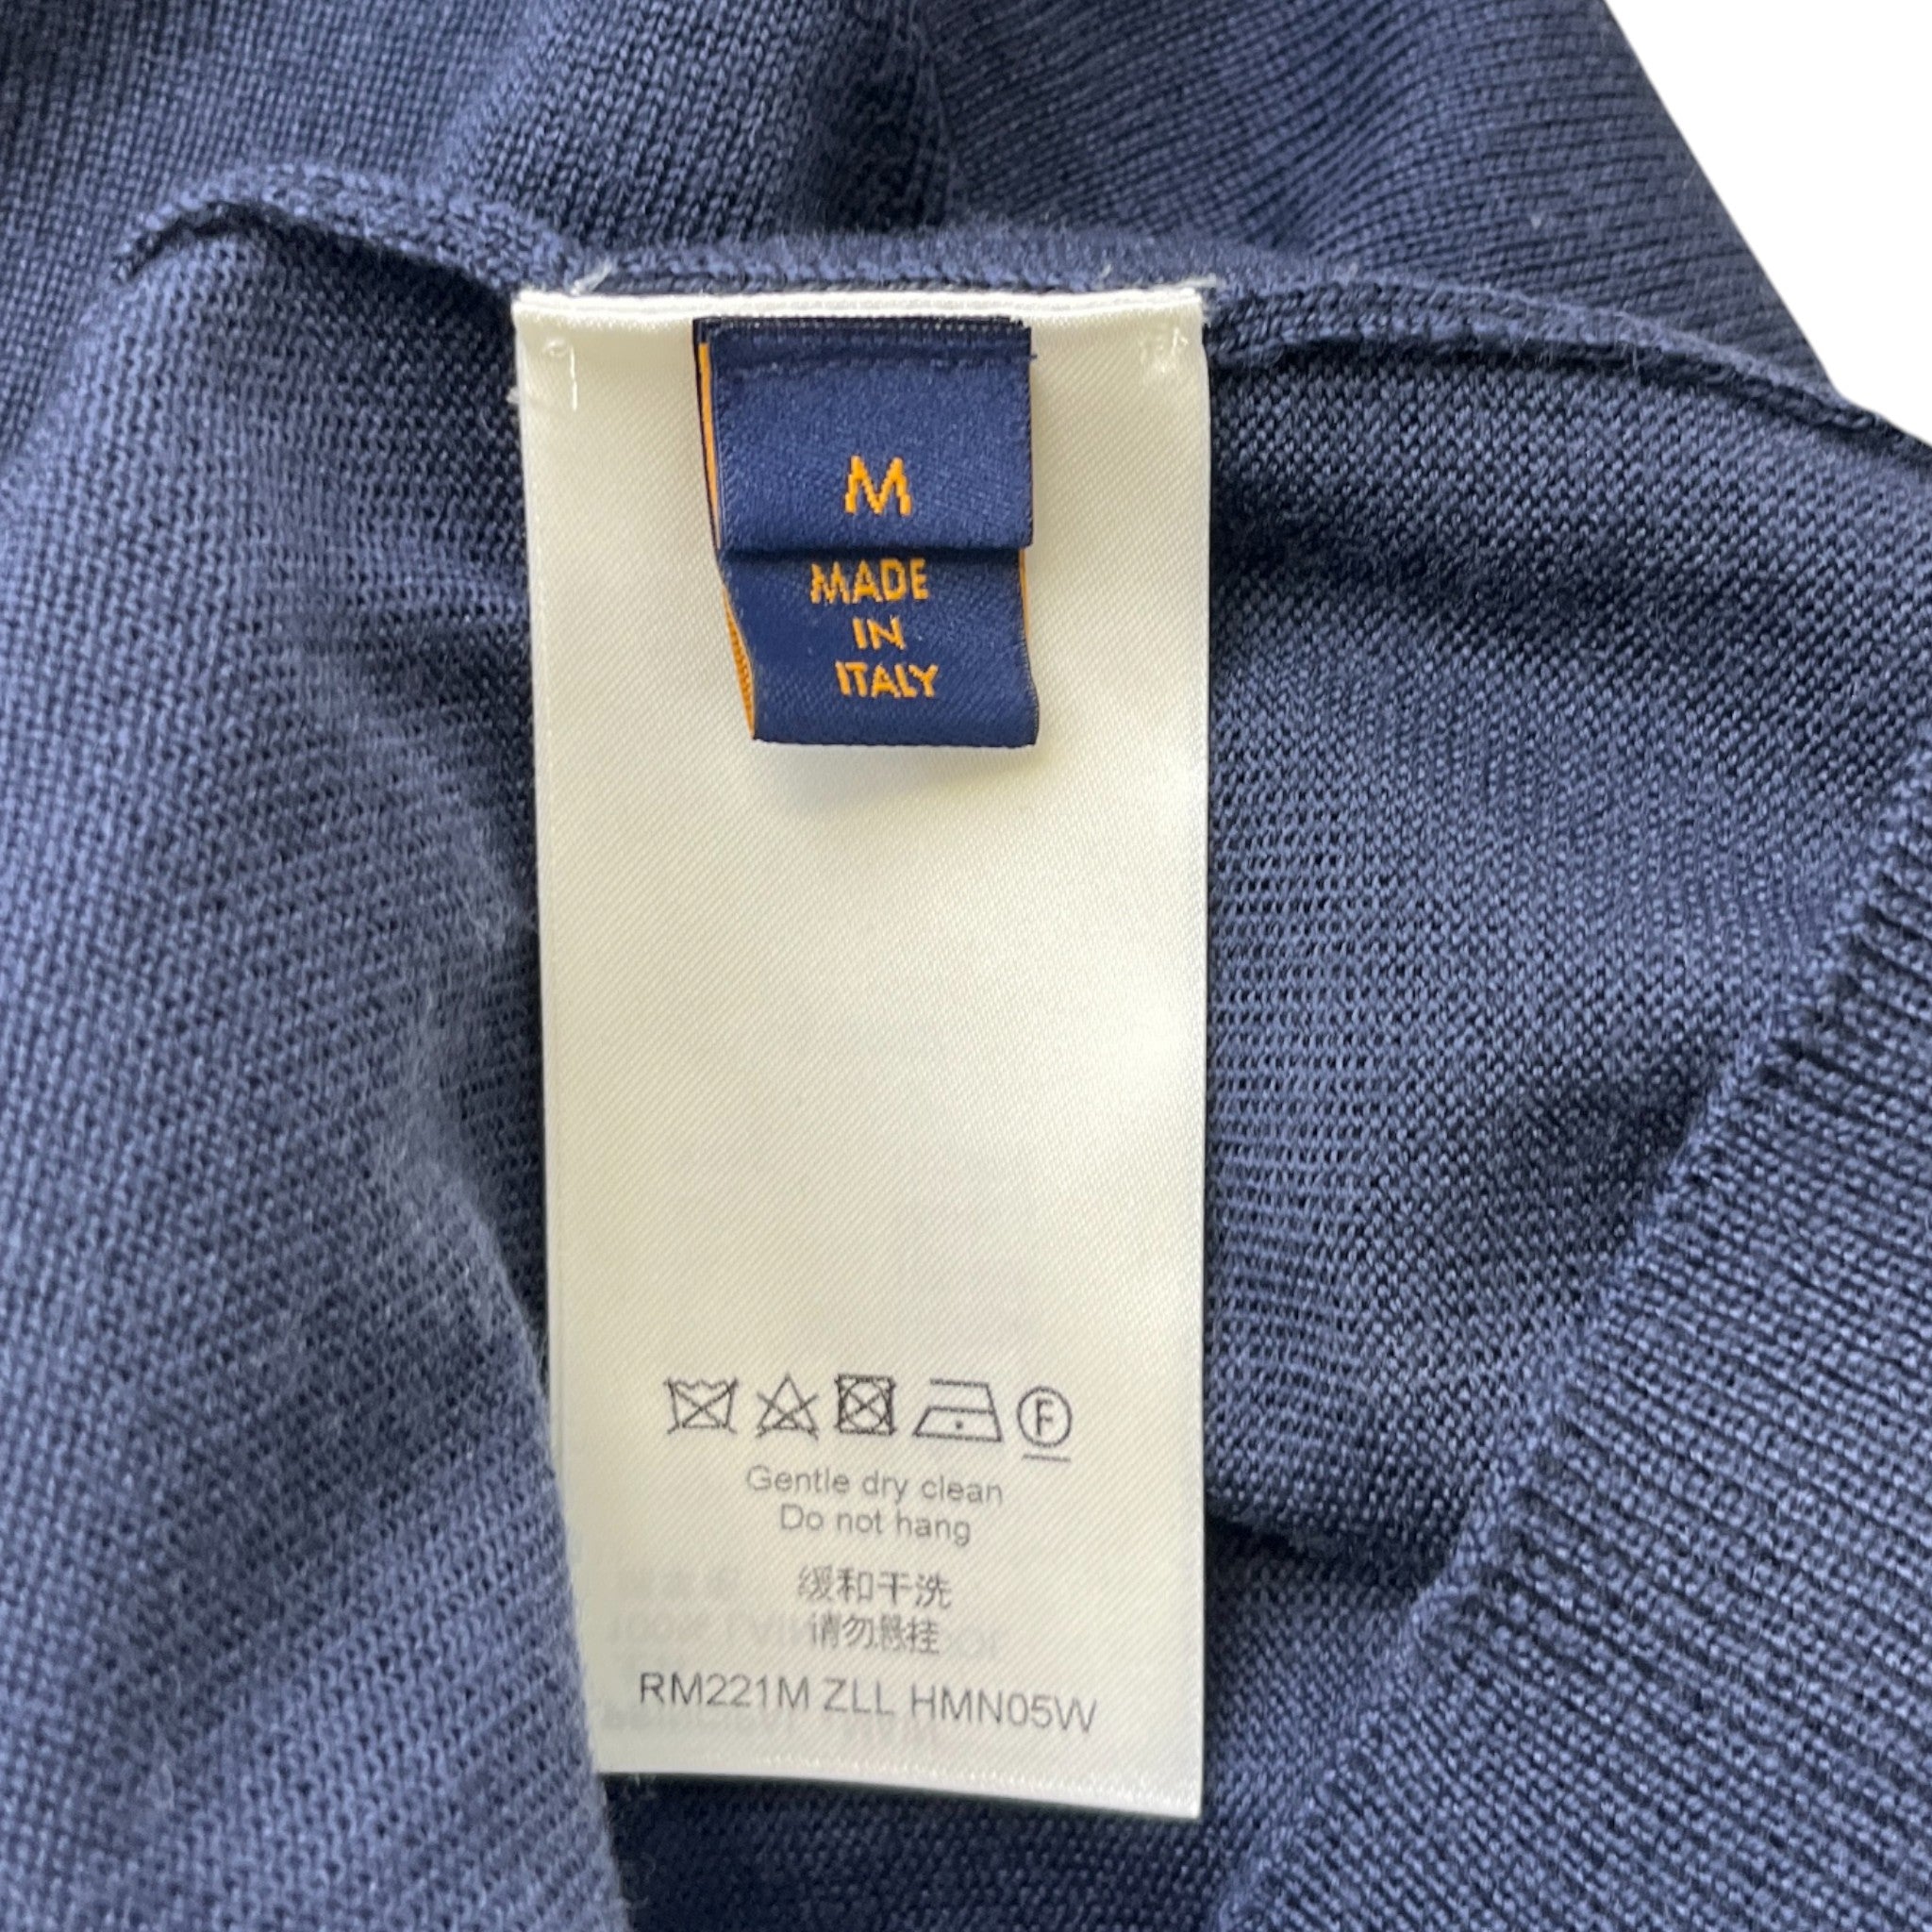 M
MADE
IN
ITALY
F
Gentle dry clean
Do not hang
缓和干洗
请勿悬挂
RM221M ZLL HMN05W